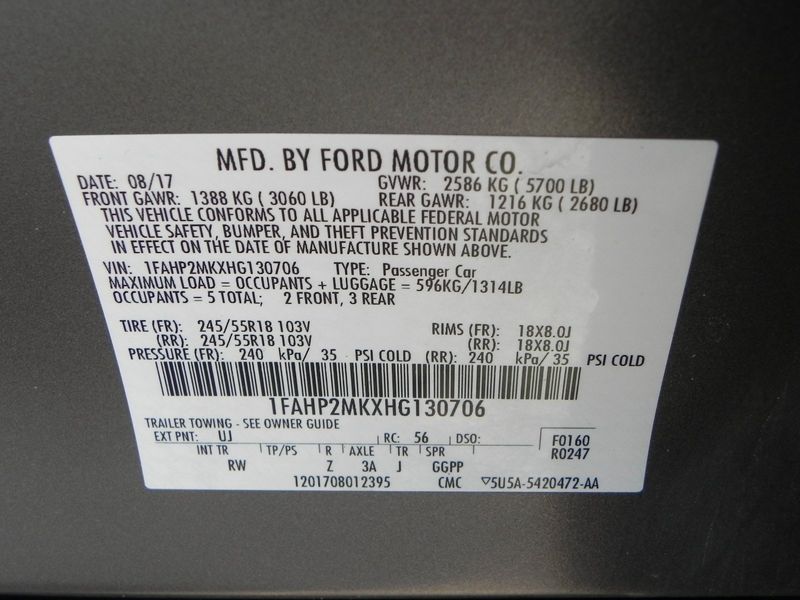 MFD. BY FORD MOTOR CO.
DATE: 08/17 GVWR: 2586 KG ( 5700 LB)
FRONT GAWR: 1388 KG ( 3060 LB) REAR GAWR: 1216 KG ( 2680 LB)
THIS VEHICLE CONFORMS TO ALL APPLICABLE FEDERAL MOTOR
VEHICLE SAFETY, BUMPER, AND THEFT PREVENTION STANDARDS
IN EFFECT ON THE DATE OF MANUFACTURE SHOWN ABOVE.
VIN: 1FAHP2MKXHG130706 TYPE: Passenger Car
MAXIMUM LOAD = OCCUPANTS + LUGGAGE = 596KG/1314LB
OCCUPANTS = 5 TOTAL; 2 FRONT, 3 REAR
TIRE (FR): 245/55R18 103V RIMS (FR): 18X8.0J
(RR): 245/55R18 103V (RR): 18X8.0J
PRESSURE (FR): 240 kPa/ 35 PSI COLD (RR): 240 kPa/ 35 PSI COLD
1FAHP2MKXHG130706
TRAILER TOWING - SEE OWNER GUIDE
EXT PNT: UJ RC: 56 DSO: F0160
R0247
INT TR TP/PS R AXLE TR SPR
RW Z 3A J GGPP
1201708012395 CMC ▽5U5A-5420472-AA